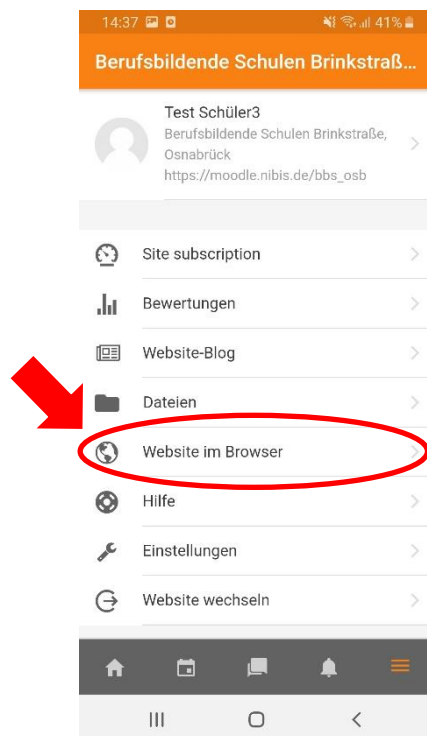 14:37 41%
Berufsbildende Schulen Brinkstraß...
Test Schüler3
Berufsbildende Schulen Brinkstraße,
Osnabrück
https://moodle.nibis.de/bbs_osb
Site subscription
Bewertungen
Website-Blog
Dateien
Website im Browser
Hilfe
Einstellungen
Website wechseln